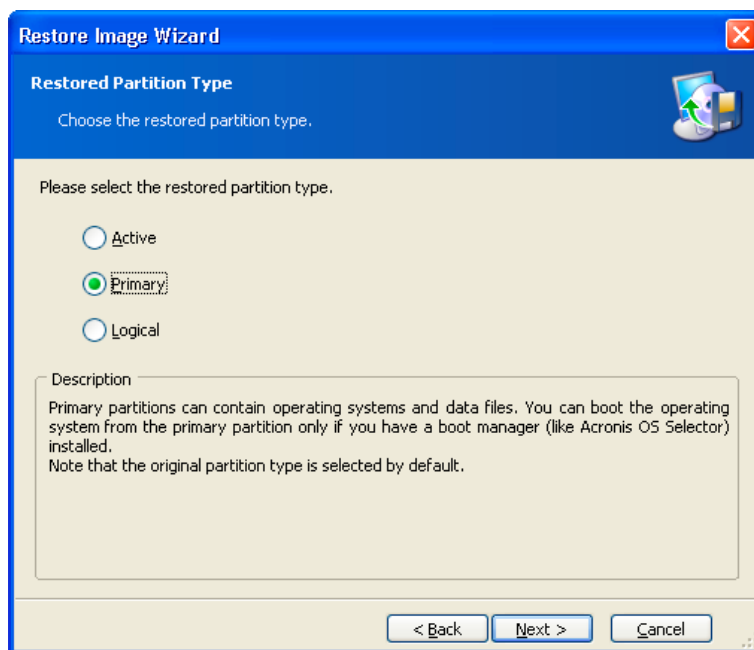 Restore Image Wizard
Restored Partition Type
Choose the restored partition type.
Please select the restored partition type.
Active
Primary
Logical
Description
Primary partitions can contain operating systems and data files. You can boot the operating
system from the primary partition only if you have a boot manager (like Acronis OS Selector)
installed.
Note that the original partition type is selected by default.
< Back Next > Cancel